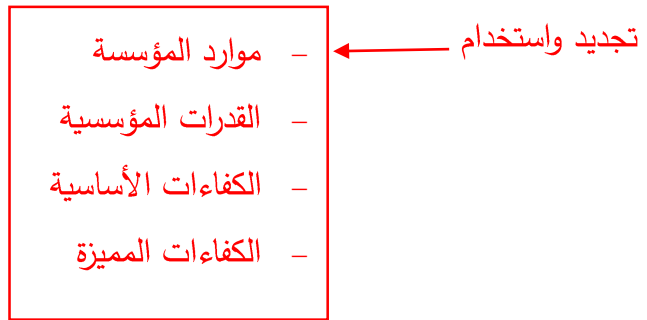 تجديد واستخدام
– موارد المؤسسة
– القدرات المؤسسية
– الكفاءات الأساسية
– الكفاءات المميزة